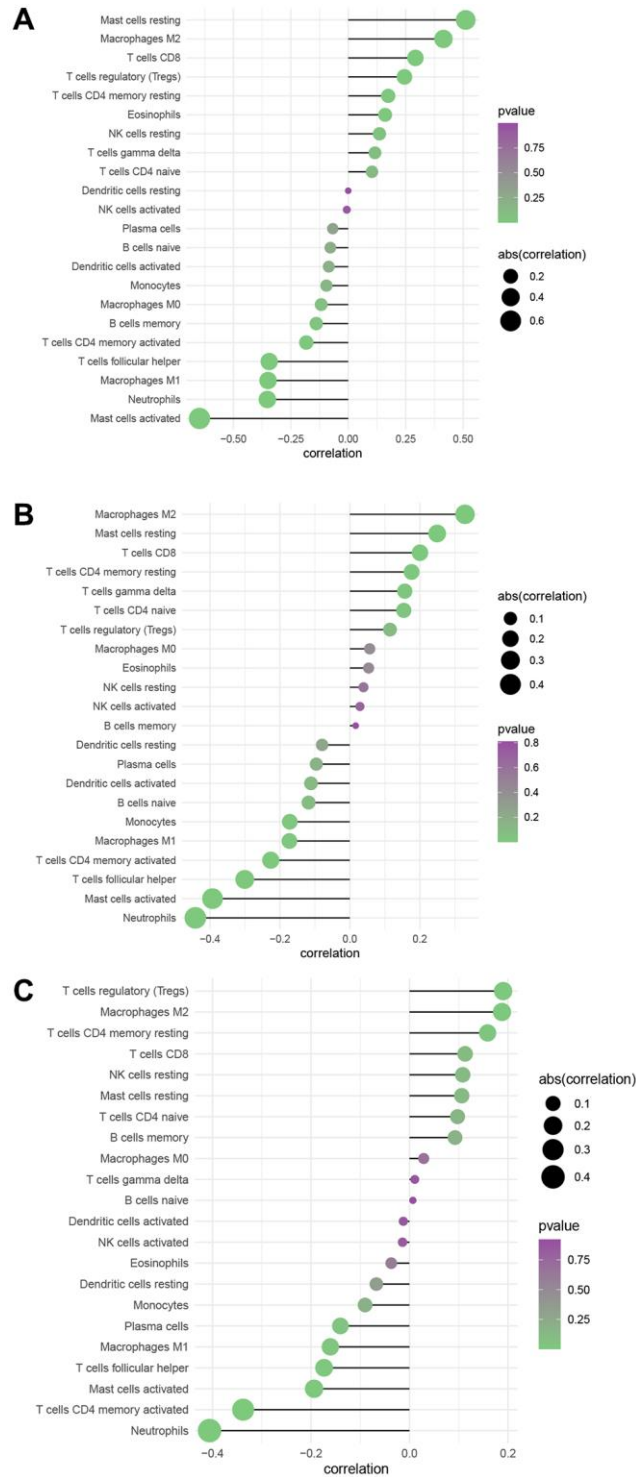 A
Mast cells resting
Macrophages M2
T cells CD8
T cells regulatory (Tregs)
T cells CD4 memory resting
Eosinophils
NK cells resting
T cells gamma delta
T cells CD4 naive
Dendritic cells resting
NK cells activated
Plasma cells
B cells naive
Dendritic cells activated
Monocytes
Macrophages M0
B cells memory
T cells CD4 memory activated
T cells follicular helper
Macrophages M1
Neutrophils
Mast cells activated
−0.50 −0.25 0.00 0.25 0.50
correlation
pvalue
0.75
0.50
0.25
abs(correlation)
0.2
0.4
0.6
B
Macrophages M2
Mast cells resting
T cells CD8
T cells CD4 memory resting
T cells gamma delta
T cells CD4 naive
T cells regulatory (Tregs)
Macrophages M0
Eosinophils
NK cells resting
NK cells activated
B cells memory
Dendritic cells resting
Plasma cells
Dendritic cells activated
B cells naive
Monocytes
Macrophages M1
T cells CD4 memory activated
T cells follicular helper
Mast cells activated
Neutrophils
−0.4 −0.2 0.0 0.2
correlation
abs(correlation)
0.1
0.2
0.3
0.4
pvalue
0.8
0.6
0.4
0.2
C
T cells regulatory (Tregs)
Macrophages M2
T cells CD4 memory resting
T cells CD8
NK cells resting
Mast cells resting
T cells CD4 naive
B cells memory
Macrophages M0
T cells gamma delta
B cells naive
Dendritic cells activated
NK cells activated
Eosinophils
Dendritic cells resting
Monocytes
Plasma cells
Macrophages M1
T cells follicular helper
Mast cells activated
T cells CD4 memory activated
Neutrophils
−0.4 −0.2 0.0 0.2
correlation
abs(correlation)
0.1
0.2
0.3
0.4
pvalue
0.75
0.50
0.25